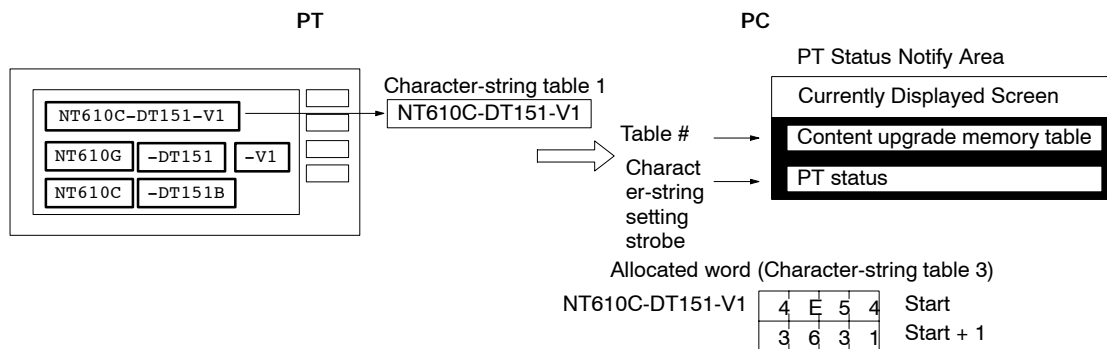 PT
PC
PT Status Notify Area
Character-string table 1
Currently Displayed Screen
NT610C-DT151-V1
NT610C-DT151-V1
Table #
Content upgrade memory table
NT610G -DT151 -V1
Charact
er-string
setting
strobe
PT status
NT610C -DT151B
Allocated word (Character-string table 3)
NT610C-DT151-V1 4 E 5 4 Start
3 6 3 1 Start + 1